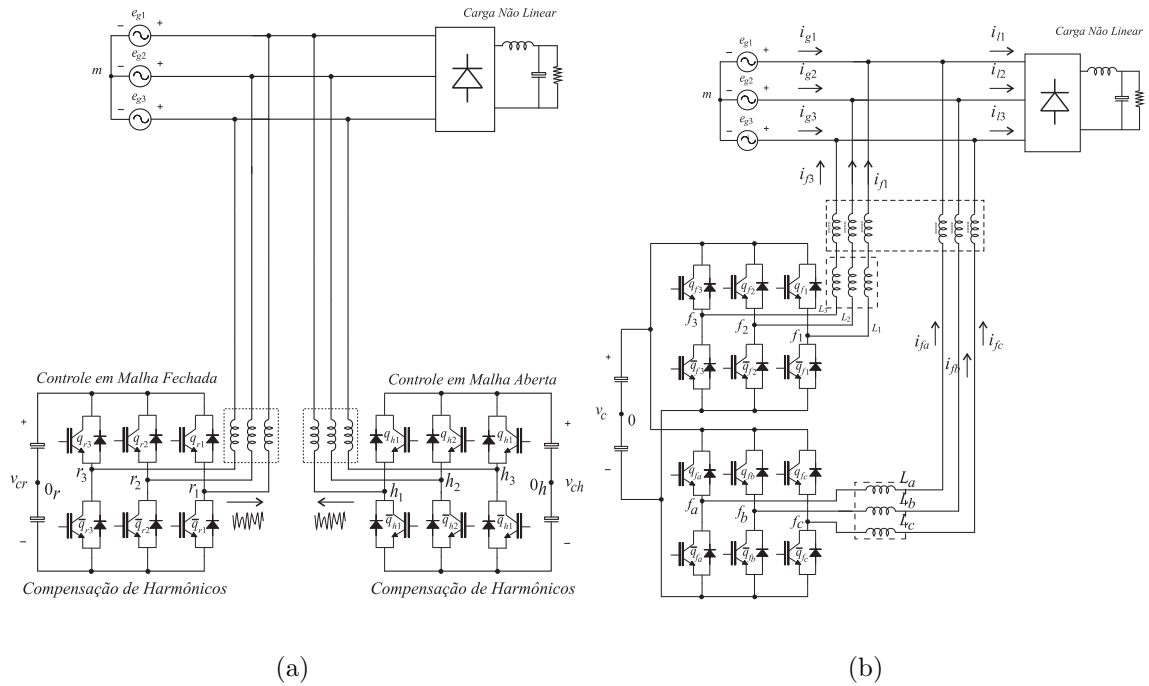 Carga Não Linear
e_g1
− +
e_g2
m − +
e_g3
− +
Controle em Malha Fechada
Controle em Malha Aberta
+
q_r3 q_r2 q_r1
q_h1 q_h2 q_h1
+
v_cr 0_r
r_3 r_2 r_1
h_1 h_2 h_3
0_h v_ch
−
q̅_r3 q̅_r2 q̅_r1
q̅_h1 q̅_h2 q̅_h1
−
Compensação de Harmônicos
Compensação de Harmônicos
(a)
Carga Não Linear
i_g1 i_l1
e_g1
− +
i_g2 i_l2
e_g2
m − +
i_g3 i_l3
e_g3
− +
i_f3 i_f1
q_f3 q_f2 q_f1
L_3 L_2 L_1
f_3 f_2 f_1
i_fa i_fb i_fc
+
q̅_f3 q̅_f2 q̅_f1
v_c 0
−
q_fa q_fb q_fc
L_a
L_b
L_c
f_a f_b f_c
q̅_fa q̅_fb q̅_fc
(b)